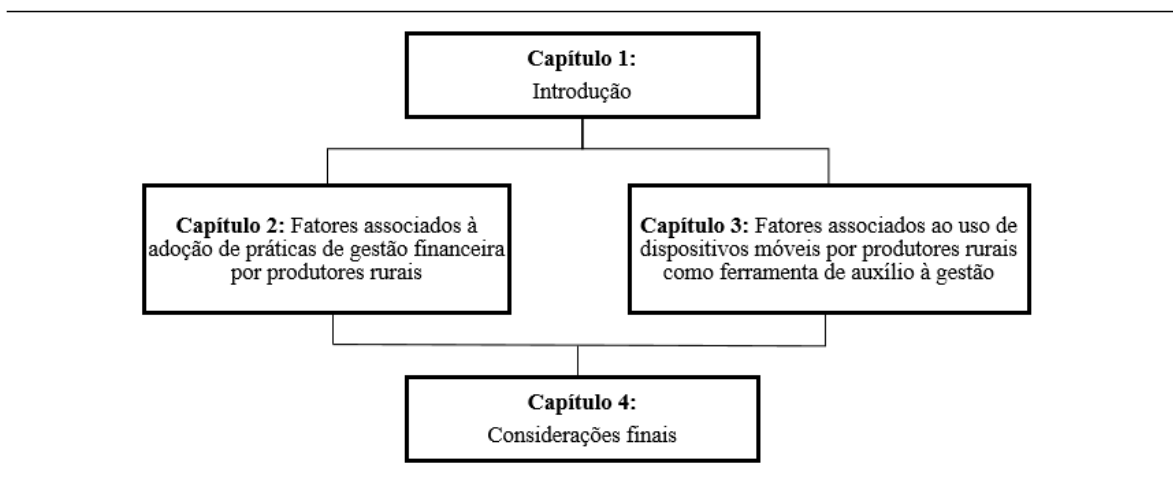 Capítulo 1:
Introdução
Capítulo 2: Fatores associados à
adoção de práticas de gestão financeira
por produtores rurais
Capítulo 3: Fatores associados ao uso de
dispositivos móveis por produtores rurais
como ferramenta de auxílio à gestão
Capítulo 4:
Considerações finais